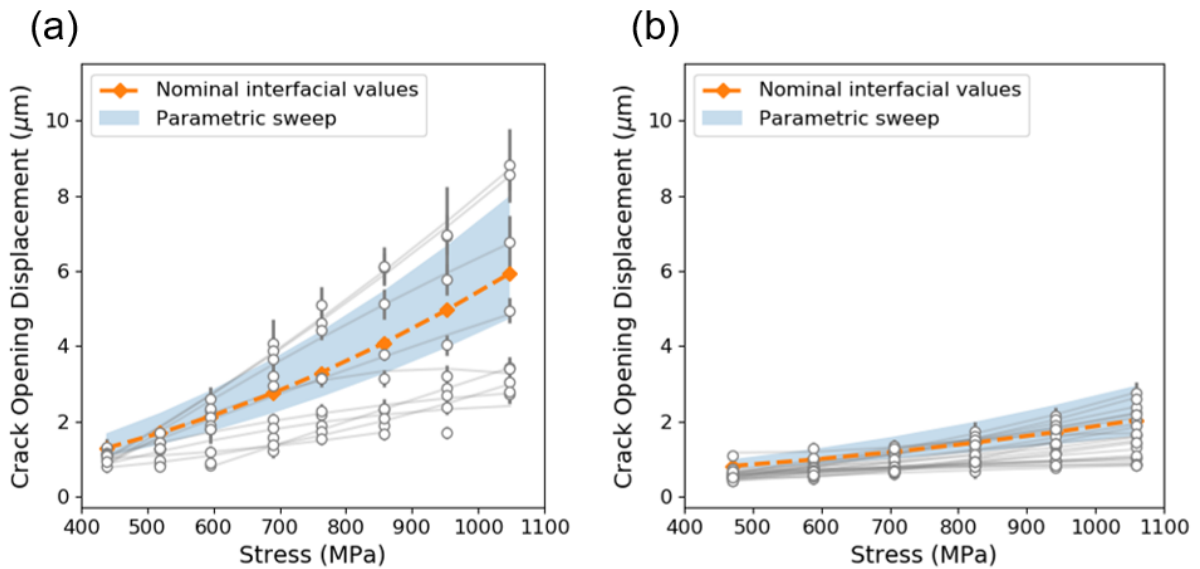 (a)
Nominal interfacial values
Parametric sweep
Crack Opening Displacement (μm)
10
8
6
4
2
0
400 500 600 700 800 900 1000 1100
Stress (MPa)
(b)
Nominal interfacial values
Parametric sweep
Crack Opening Displacement (μm)
10
8
6
4
2
0
400 500 600 700 800 900 1000 1100
Stress (MPa)